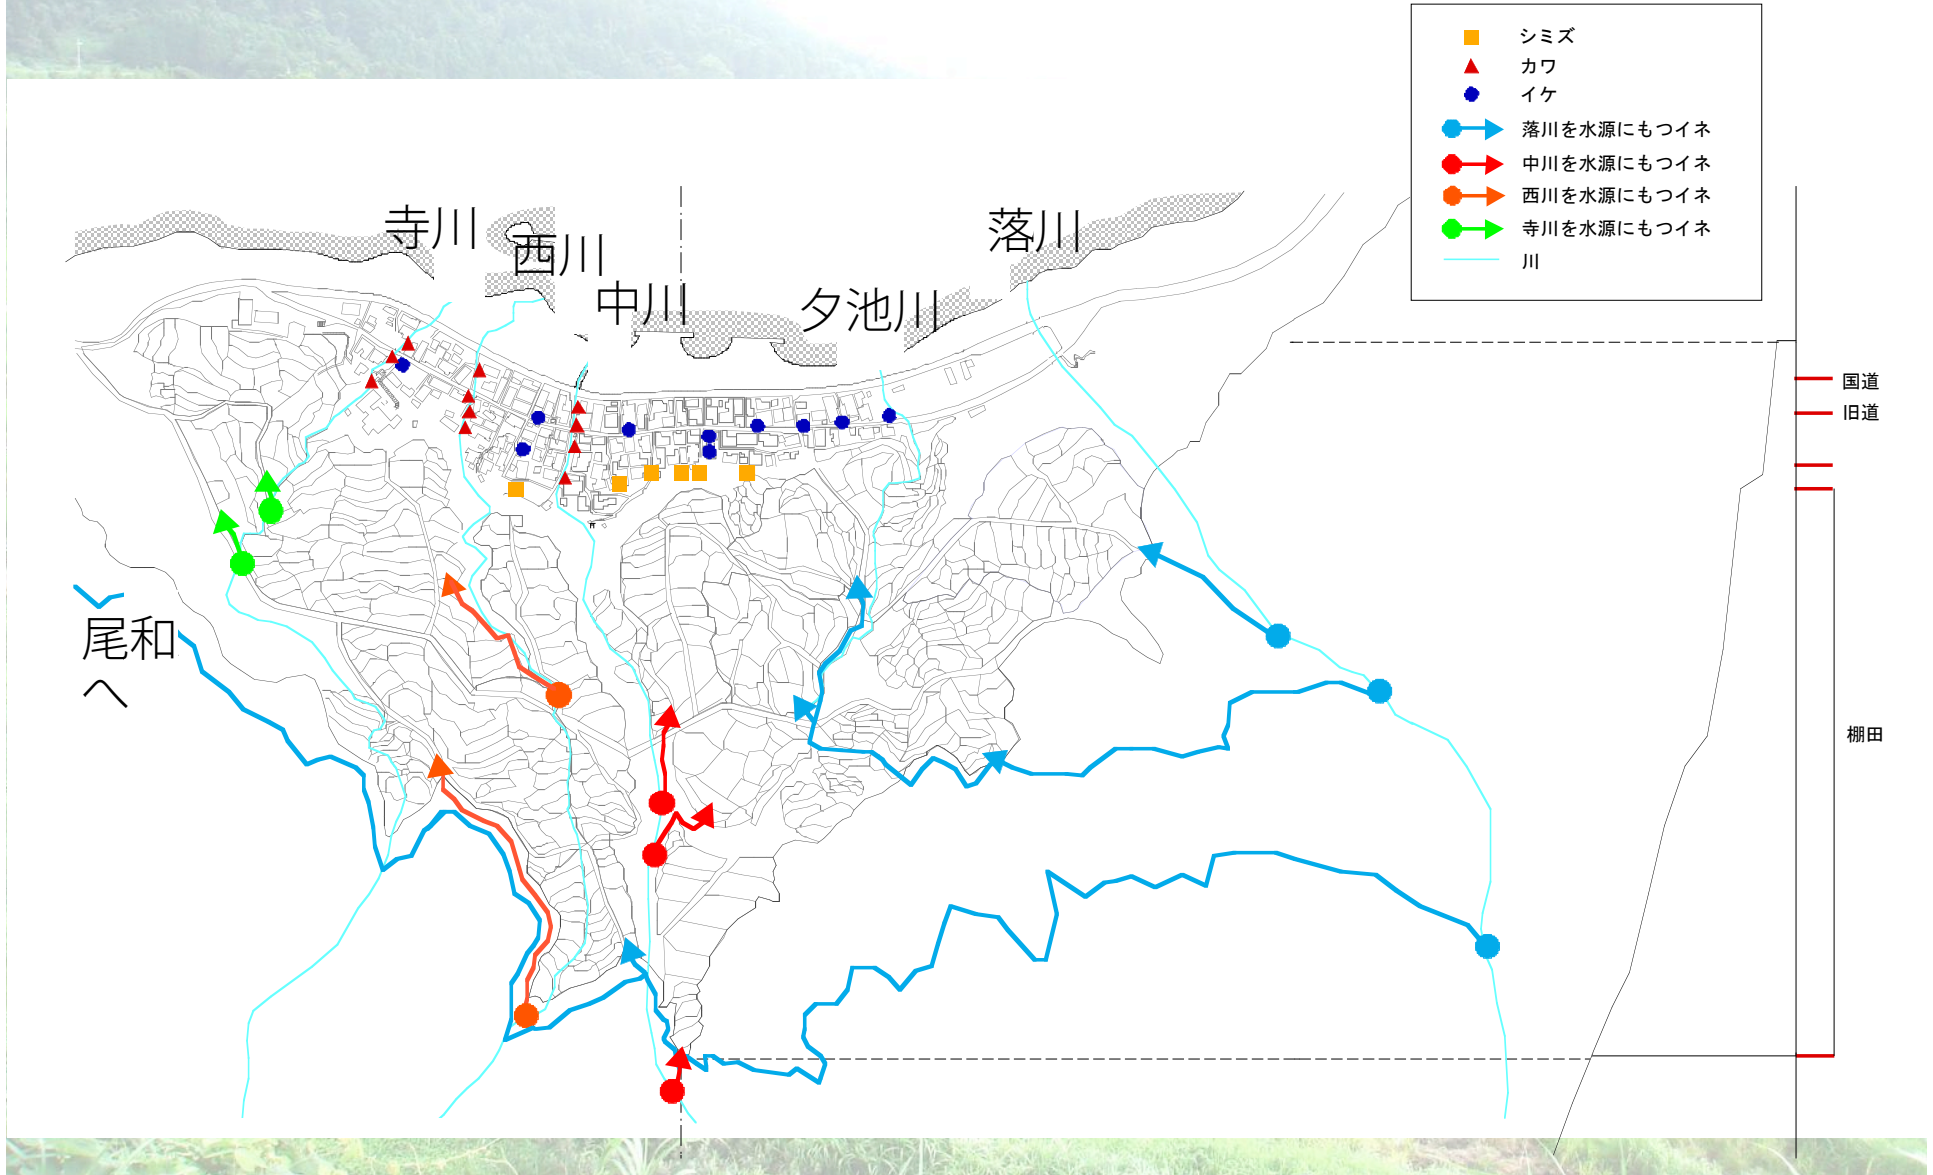 シミズ
カワ
イケ
落川を水源にもつイネ
中川を水源にもつイネ
西川を水源にもつイネ
寺川を水源にもつイネ
川
寺川
西川
中川
夕池川
落川
国道
旧道
尾和
へ
棚田